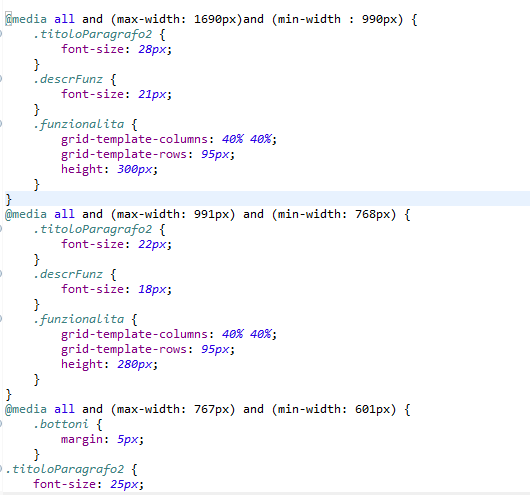 @media all and (max-width: 1690px)and (min-width : 990px) {
    .titoloParagrafo2 {
        font-size: 28px;
    }
    .descrFunz {
        font-size: 21px;
    }
    .funzionalita {
        grid-template-columns: 40% 40%;
        grid-template-rows: 95px;
        height: 300px;
    }
}
@media all and (max-width: 991px) and (min-width: 768px) {
    .titoloParagrafo2 {
        font-size: 22px;
    }
    .descrFunz {
        font-size: 18px;
    }
    .funzionalita {
        grid-template-columns: 40% 40%;
        grid-template-rows: 95px;
        height: 280px;
    }
}
@media all and (max-width: 767px) and (min-width: 601px) {
    .bottoni {
        margin: 5px;
    }
.titoloParagrafo2 {
    font-size: 25px;